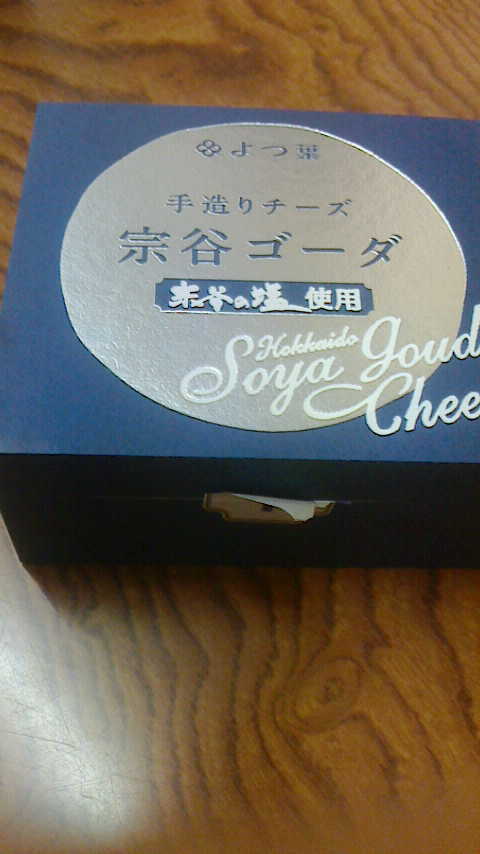 よつ葉
手造りチーズ
宗谷ゴーダ
宗谷の塩 使用
Hokkaido
Soya Goud
Chee